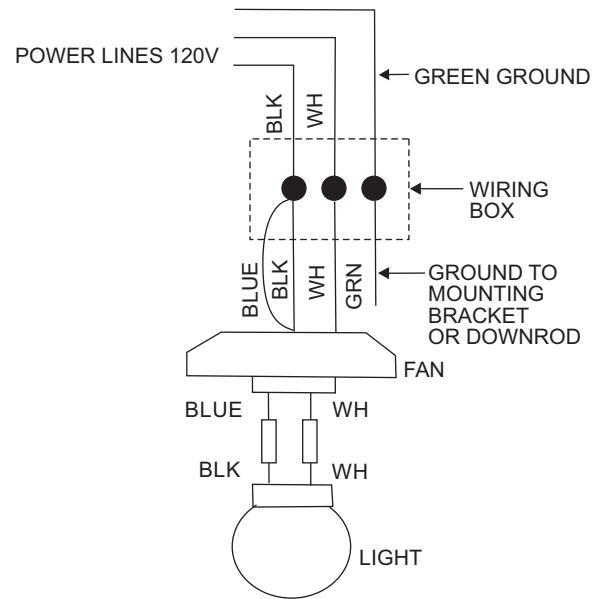 POWER LINES 120V
GREEN GROUND
BLK
WH
WIRING
BOX
BLUE
BLK
WH
GRN
GROUND TO
MOUNTING
BRACKET
OR DOWNROD
FAN
BLUE
WH
BLK
WH
LIGHT